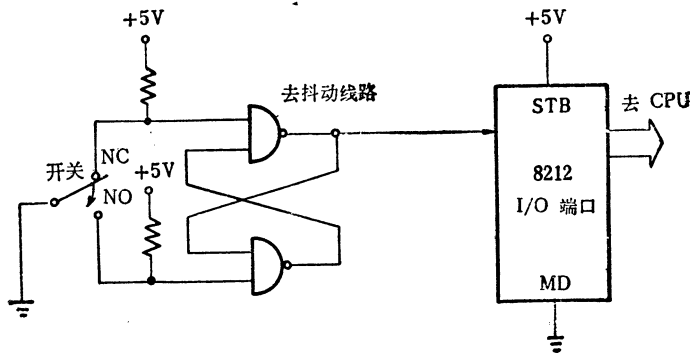 +5V
+5V
去抖动线路
STB
去 CPU
开关
NC
+5V
NO
8212
I/O 端口
MD